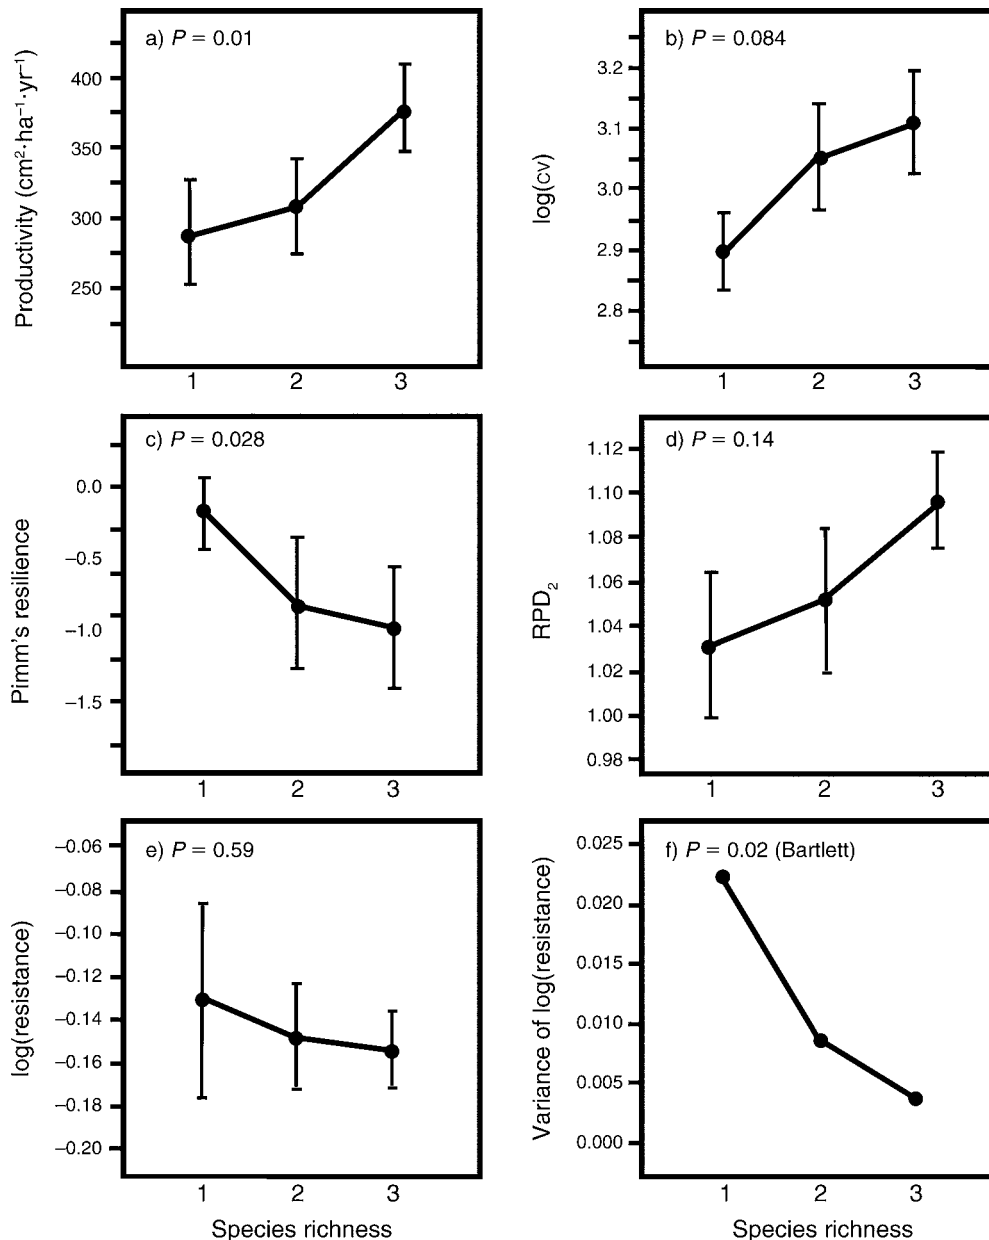 a) P = 0.01
Productivity (cm²·ha⁻¹·yr⁻¹)
400
350
300
250
1 2 3
b) P = 0.084
log(CV)
3.2
3.1
3.0
2.9
2.8
1 2 3
c) P = 0.028
Pimm's resilience
0.0
−0.5
−1.0
−1.5
1 2 3
d) P = 0.14
RPD₂
1.12
1.10
1.08
1.06
1.04
1.02
1.00
0.98
1 2 3
e) P = 0.59
log(resistance)
−0.06
−0.08
−0.10
−0.12
−0.14
−0.16
−0.18
−0.20
1 2 3
Species richness
f) P = 0.02 (Bartlett)
Variance of log(resistance)
0.025
0.020
0.015
0.010
0.005
0.000
1 2 3
Species richness